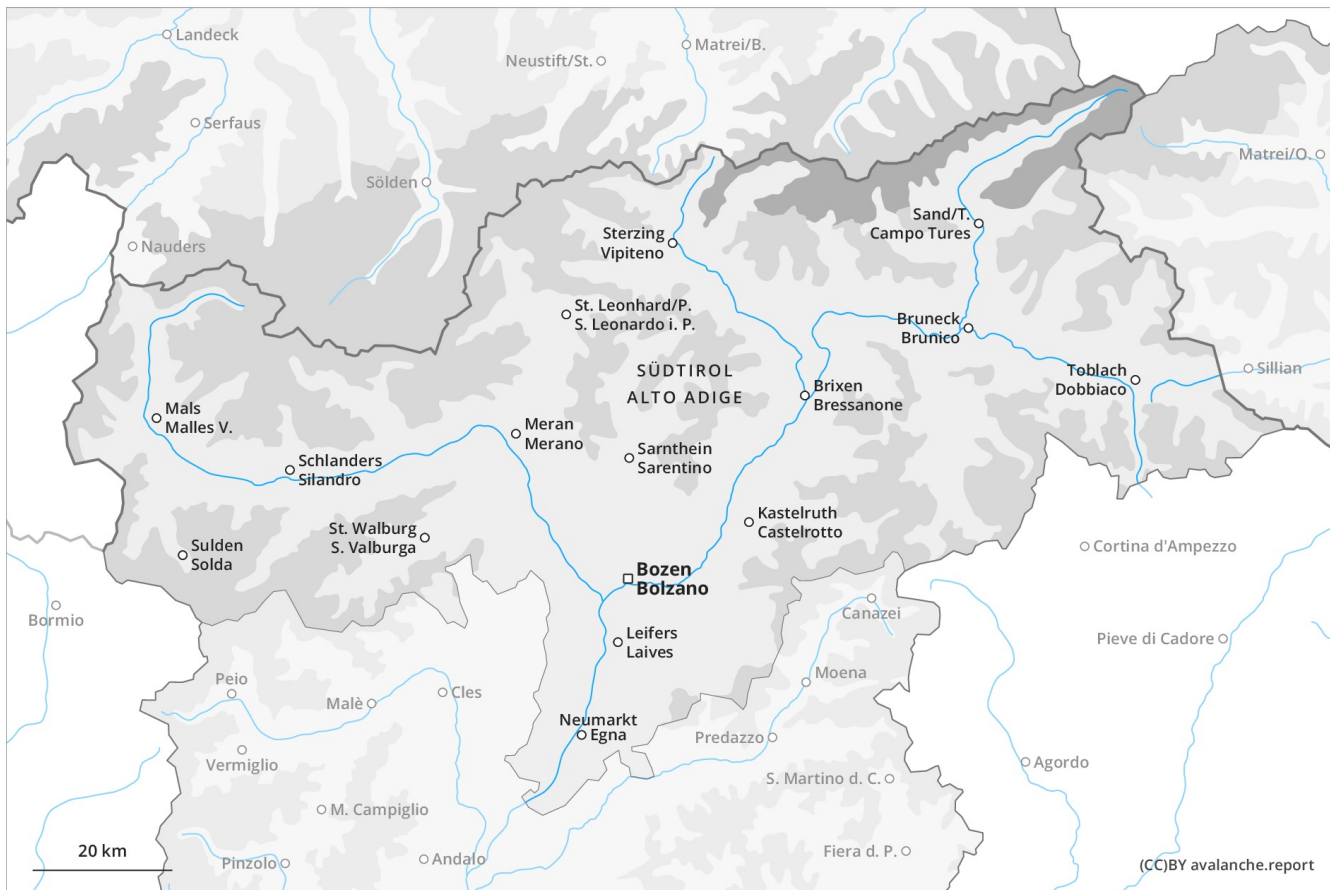 Landeck
Matrei/B.
Neustift/St.
Serfaus
Matrei/O.
Sölden
Sand/T.
Campo Tures
Nauders
Sterzing
Vipiteno
St. Leonhard/P.
S. Leonardo i. P.
Bruneck
Brunico
SÜDTIROL
ALTO ADIGE
Toblach
Dobbiaco
Sillian
Brixen
Bressanone
Mals
Malles V.
Meran
Merano
Sarnthein
Sarentino
Schlanders
Silandro
Kastelruth
Castelrotto
St. Walburg
S. Valburga
Sulden
Solda
Cortina d'Ampezzo
Bozen
Bolzano
Bormio
Canazei
Leifers
Laives
Pieve di Cadore
Peio
Moena
Malè
Cles
Neumarkt
Egna
Predazzo
Vermiglio
Agordo
S. Martino d. C.
M. Campiglio
20 km
Pinzolo
Andalo
Fiera d. P.
(CC)BY avalanche.report